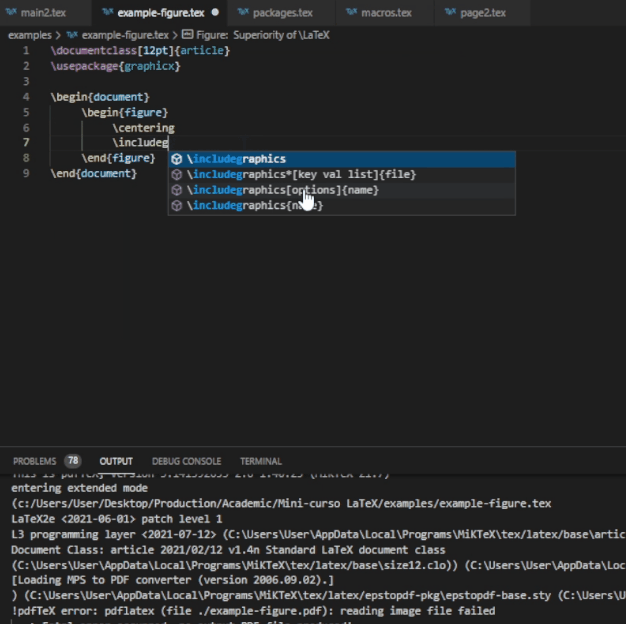 main2.tex example-figure.tex packages.tex macros.tex page2.tex
examples > example-figure.tex > Figure: Superiority of \LaTeX
1 \documentclass[12pt]{article}
2 \usepackage{graphicx}
3
4 \begin{document}
5 \begin{figure}
6 \centering
7 \includeg
\includegraphics
\includegraphics*[key val list]{file}
\includegraphics[options]{name}
\includegraphics{name}
8 \end{figure}
9 \end{document}
PROBLEMS 78 OUTPUT DEBUG CONSOLE TERMINAL
entering extended mode
(c:/Users/User/Desktop/Production/Academic/Mini-curso LaTeX/examples/example-figure.tex
LaTeX2e <2021-06-01> patch level 1
L3 programming layer <2021-07-12> (C:\Users\User\AppData\Local\Programs\MiKTeX\tex/latex/base\artic
Document Class: article 2021/02/12 v1.4n Standard LaTeX document class
(C:\Users\User\AppData\Local\Programs\MiKTeX\tex/latex/base\size12.clo)) (C:\Users\User\AppData\Loc
[Loading MPS to PDF converter (version 2006.09.02).]
) (C:\Users\User\AppData\Local\Programs\MiKTeX\tex/latex/epstopdf-pkg\epstopdf-base.sty (C:\Users\U
!pdfTeX error: pdflatex (file ./example-figure.pdf): reading image file failed